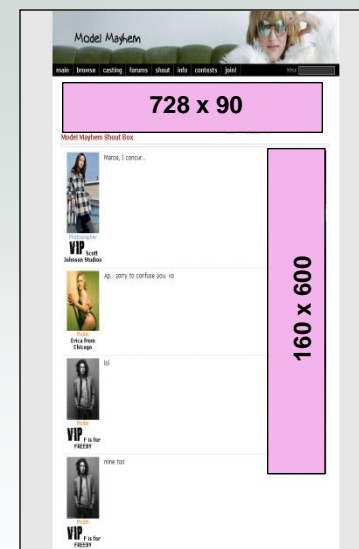 Model Mayhem
main browse casting forums shout info contests join!
728 x 90
Model Mayhem Shout Box
Marco, I concur..
Photographer
VIP Scott
Johnson Studios
160 x 600
Ap.. sorry to confuse you. xo
Model
Erica from
Chicago
lol
Model
VIP F is for
FREEBY
nine too
Model
VIP F is for
FREEBY